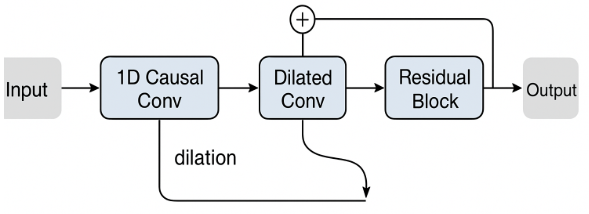 +
Input
1D Causal
Conv
Dilated
Conv
Residual
Block
Output
dilation